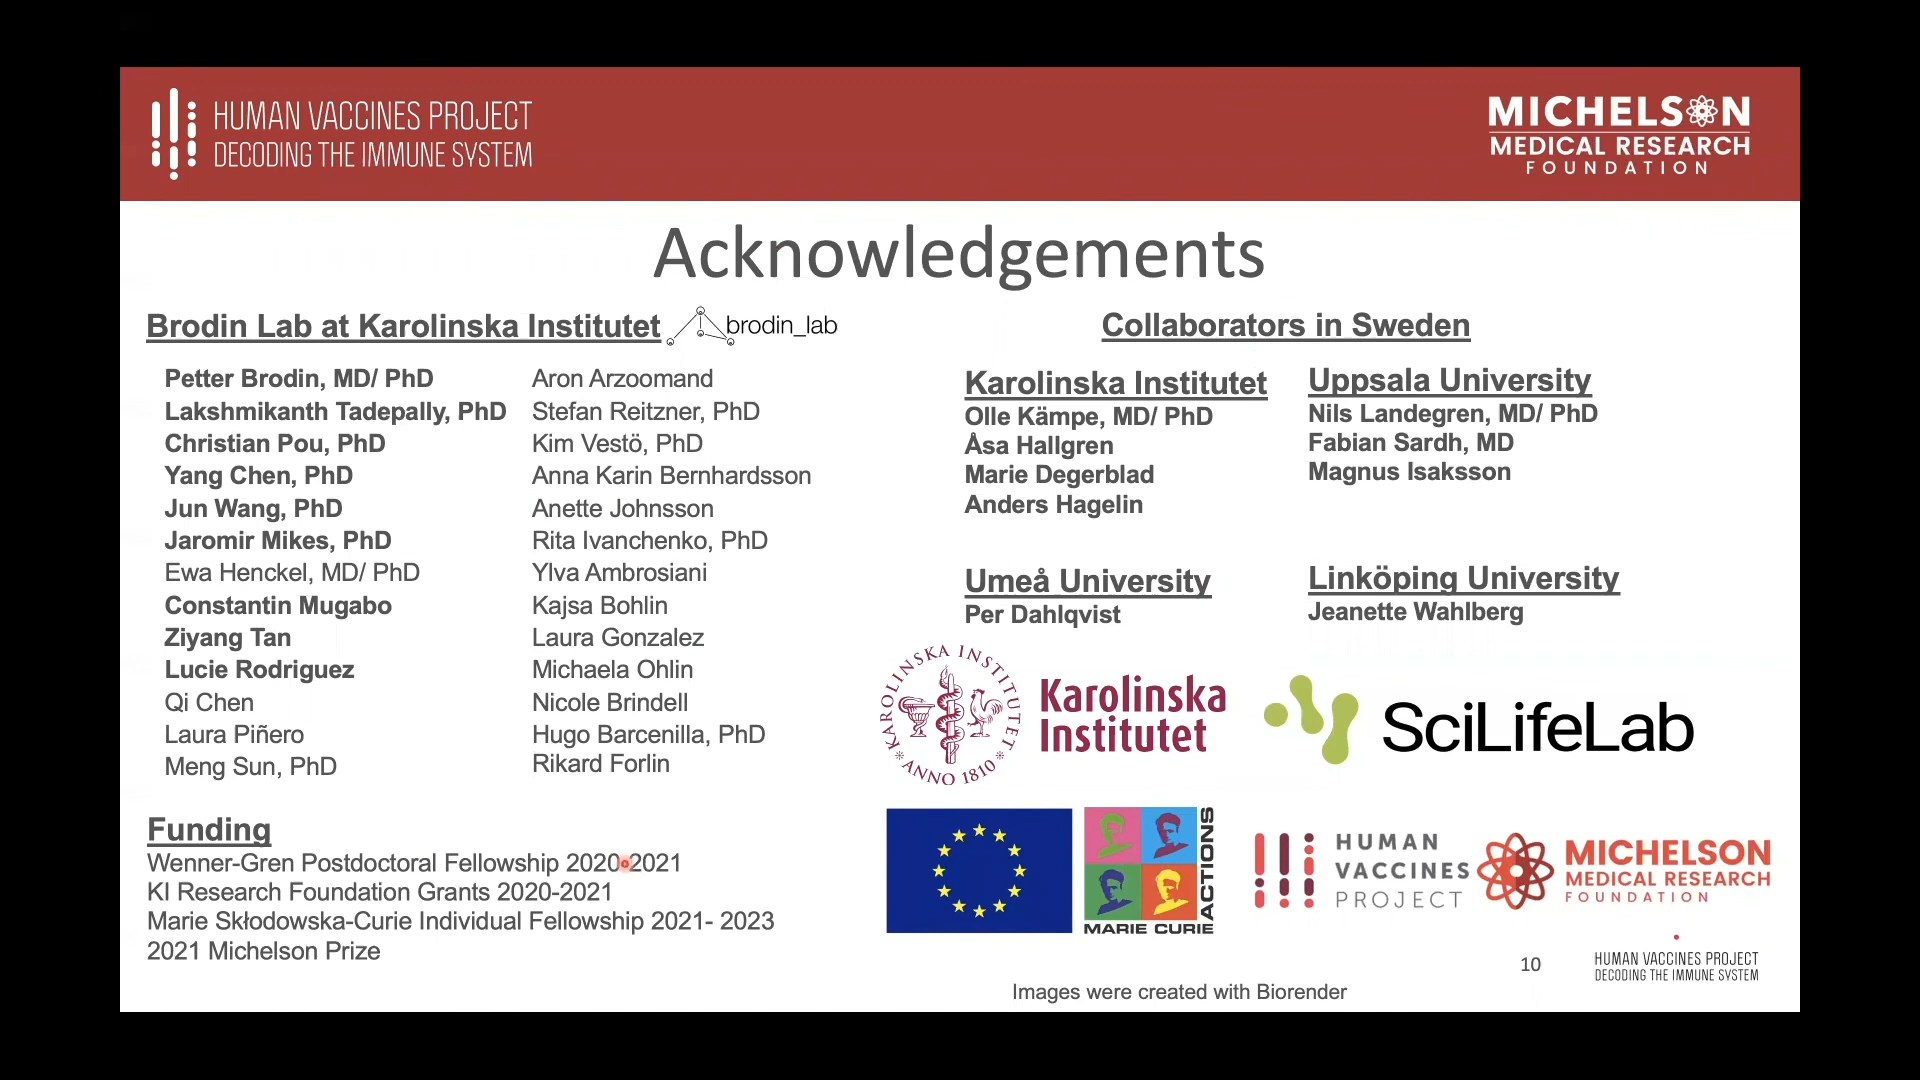 HUMAN VACCINES PROJECT
DECODING THE IMMUNE SYSTEM
MICHELSON
MEDICAL RESEARCH
FOUNDATION
Acknowledgements
Brodin Lab at Karolinska Institutet
brodin_lab
Petter Brodin, MD/ PhD
Lakshmikanth Tadepally, PhD
Christian Pou, PhD
Yang Chen, PhD
Jun Wang, PhD
Jaromir Mikes, PhD
Ewa Henckel, MD/ PhD
Constantin Mugabo
Ziyang Tan
Lucie Rodriguez
Qi Chen
Laura Piñero
Meng Sun, PhD
Aron Arzoomand
Stefan Reitzner, PhD
Kim Vestö, PhD
Anna Karin Bernhardsson
Anette Johnsson
Rita Ivanchenko, PhD
Ylva Ambrosiani
Kajsa Bohlin
Laura Gonzalez
Michaela Ohlin
Nicole Brindell
Hugo Barcenilla, PhD
Rikard Forlin
Funding
Wenner-Gren Postdoctoral Fellowship 2020-2021
KI Research Foundation Grants 2020-2021
Marie Skłodowska-Curie Individual Fellowship 2021- 2023
2021 Michelson Prize
Collaborators in Sweden
Karolinska Institutet
Olle Kämpe, MD/ PhD
Åsa Hallgren
Marie Degerblad
Anders Hagelin
Uppsala University
Nils Landegren, MD/ PhD
Fabian Sardh, MD
Magnus Isaksson
Umeå University
Per Dahlqvist
Linköping University
Jeanette Wahlberg
KAROLINSKA INSTITUTET
ANNO 1810
Karolinska
Institutet
SciLifeLab
MARIE CURIE
ACTIONS
HUMAN
VACCINES
PROJECT
MICHELSON
MEDICAL RESEARCH
FOUNDATION
10
HUMAN VACCINES PROJECT
DECODING THE IMMUNE SYSTEM
Images were created with Biorender